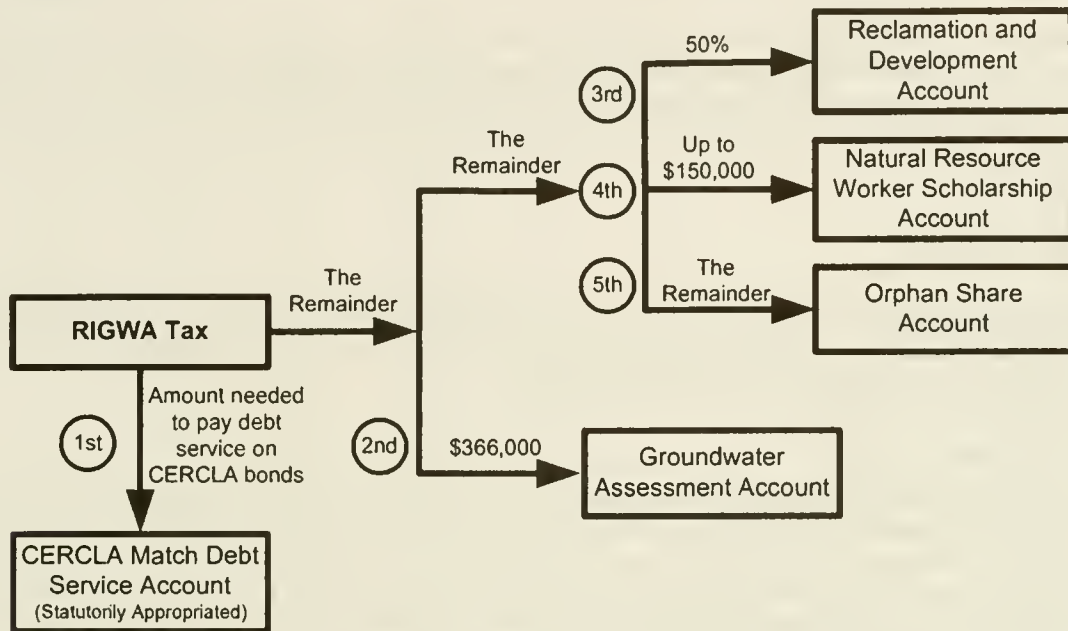 RIGWA Tax
1st
Amount needed
to pay debt
service on
CERCLA bonds
CERCLA Match Debt
Service Account
(Statutorily Appropriated)
The
Remainder
2nd
$366,000
Groundwater
Assessment Account
The
Remainder
3rd
50%
Reclamation and
Development
Account
4th
Up to
$150,000
Natural Resource
Worker Scholarship
Account
5th
The
Remainder
Orphan Share
Account